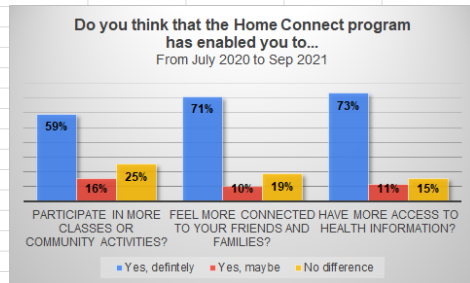 Do you think that the Home Connect program
has enabled you to...
From July 2020 to Sep 2021
59%
16%
25%
71%
10%
19%
73%
11%
15%
PARTICIPATE IN MORE
CLASSES OR
COMMUNITY ACTIVITIES?
FEEL MORE CONNECTED
TO YOUR FRIENDS AND
FAMILIES?
HAVE MORE ACCESS TO
HEALTH INFORMATION?
Yes, defintely
Yes, maybe
No difference